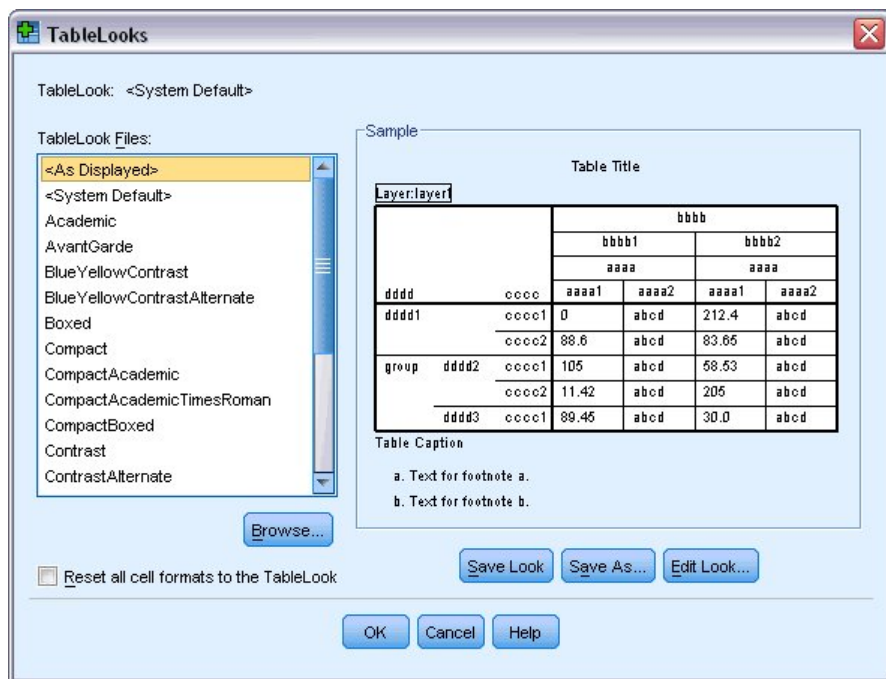 TableLooks
TableLook: <System Default>
TableLook Files:
<As Displayed>
<System Default>
Academic
AvantGarde
BlueYellowContrast
BlueYellowContrastAlternate
Boxed
Compact
CompactAcademic
CompactAcademicTimesRoman
CompactBoxed
Contrast
ContrastAlternate
Browse...
Reset all cell formats to the TableLook
Sample
Table Title
Layer:layer1
bbbb
bbbb1 bbbb2
aaaa aaaa
dddd cccc aaaa1 aaaa2 aaaa1 aaaa2
dddd1 cccc1 0 abcd 212.4 abcd
cccc2 88.6 abcd 83.65 abcd
group dddd2 cccc1 105 abcd 58.53 abcd
cccc2 11.42 abcd 205 abcd
dddd3 cccc1 89.45 abcd 30.0 abcd
Table Caption
a. Text for footnote a.
b. Text for footnote b.
Save Look Save As... Edit Look...
OK Cancel Help